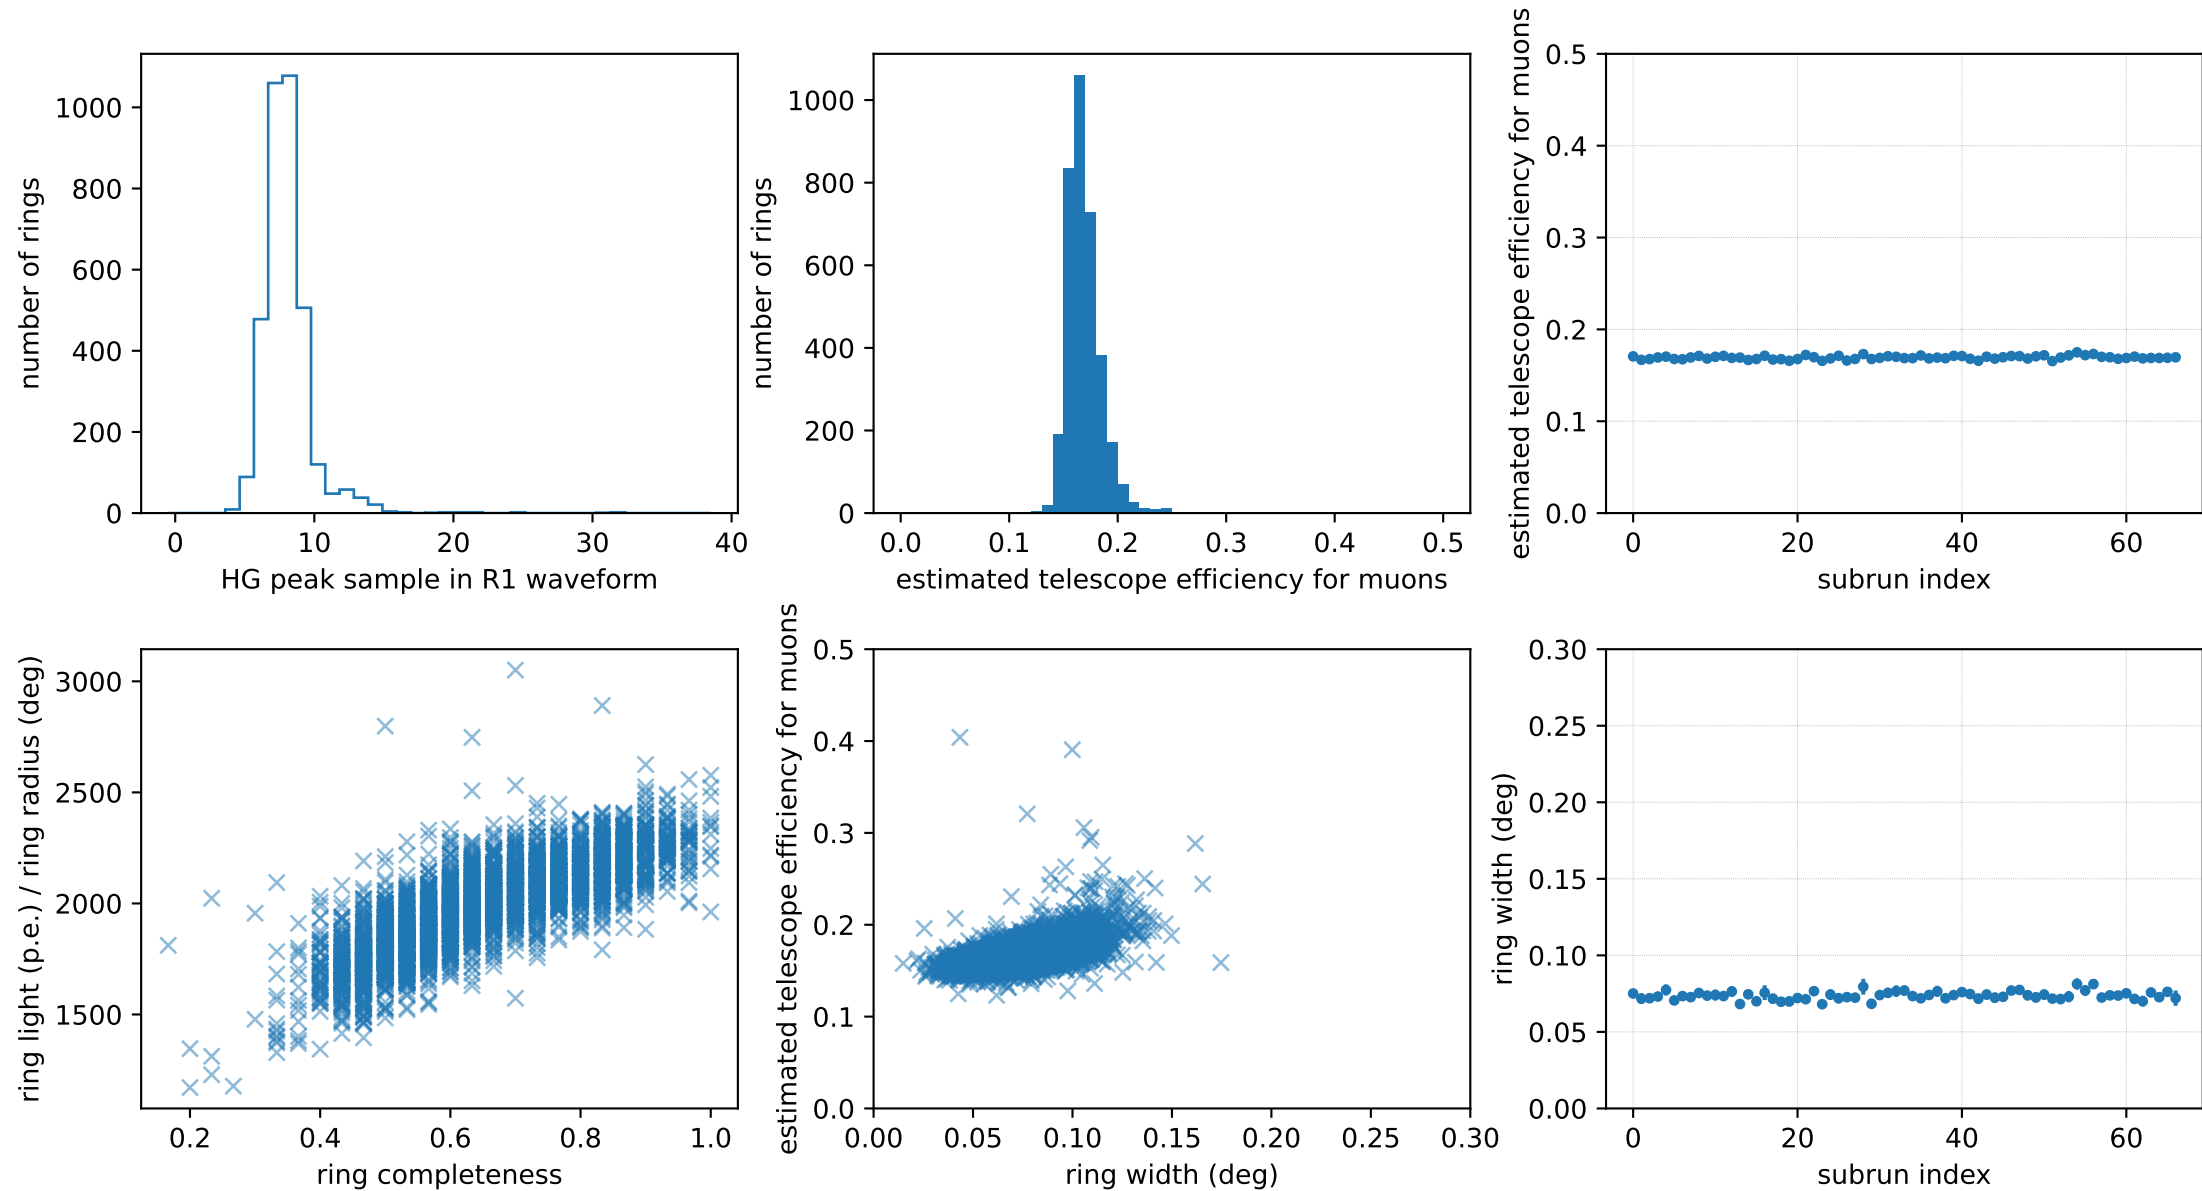 number of rings
1000
800
600
400
200
0
0 10 20 30 40
HG peak sample in R1 waveform
number of rings
1000
800
600
400
200
0
0.0 0.1 0.2 0.3 0.4 0.5
estimated telescope efficiency for muons
estimated telescope efficiency for muons
0.5
0.4
0.3
0.2
0.1
0.0
0 20 40 60
subrun index
ring light (p.e.) / ring radius (deg)
3000
2500
2000
1500
0.2 0.4 0.6 0.8 1.0
ring completeness
estimated telescope efficiency for muons
0.5
0.4
0.3
0.2
0.1
0.0
0.00 0.05 0.10 0.15 0.20 0.25 0.30
ring width (deg)
ring width (deg)
0.30
0.25
0.20
0.15
0.10
0.05
0.00
0 20 40 60
subrun index